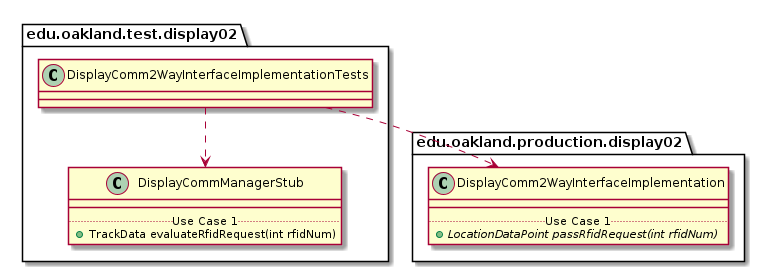 edu.oakland.test.display02
C DisplayComm2WayInterfaceImplementationTests
edu.oakland.production.display02
C DisplayCommManagerStub
Use Case 1
TrackData evaluateRfidRequest(int rfidNum)
C DisplayComm2WayInterfaceImplementation
Use Case 1
LocationDataPoint passRfidRequest(int rfidNum)